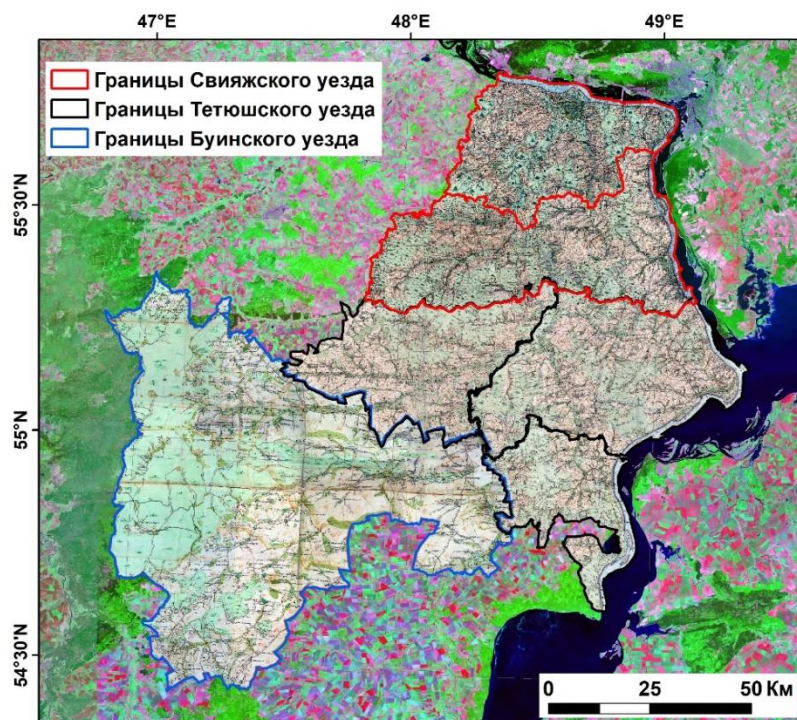 47°E 48°E 49°E
Границы Свияжского уезда
Границы Тетюшского уезда
Границы Буинского уезда
55°30'N
55°N
54°30'N
0 25 50 Км